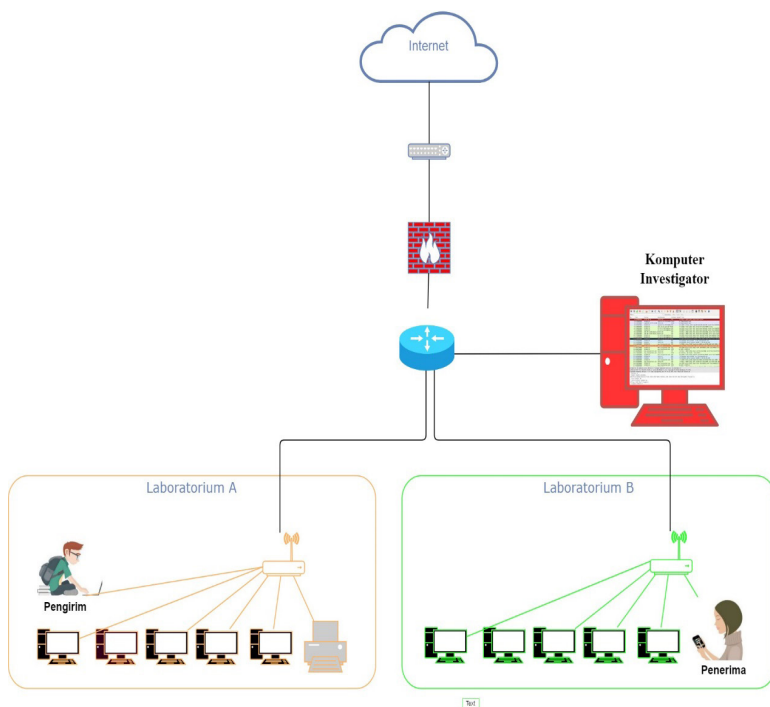 Internet
Komputer
Investigator
Laboratorium A
Laboratorium B
Pengirim
Penerima
Text